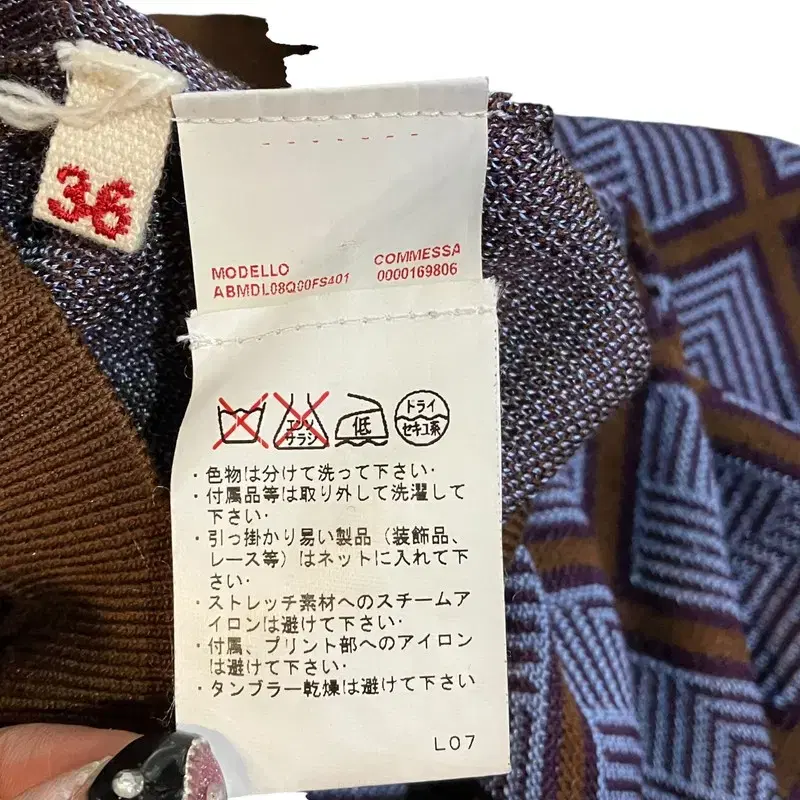 36
MODELLO COMMESSA
ABMDL08Q00FS401 0000169806
エンソ
サラシ
低
ドライ
セキユ系
・色物は分けて洗って下さい・
・付属品等は取り外して洗濯して
下さい・
・引っ掛かり易い製品（装飾品、
レース等）はネットに入れて下
さい・
・ストレッチ素材へのスチームア
イロンは避けて下さい・
・付属、プリント部へのアイロン
は避けて下さい・
・タンブラー乾燥は避けて下さい
L07